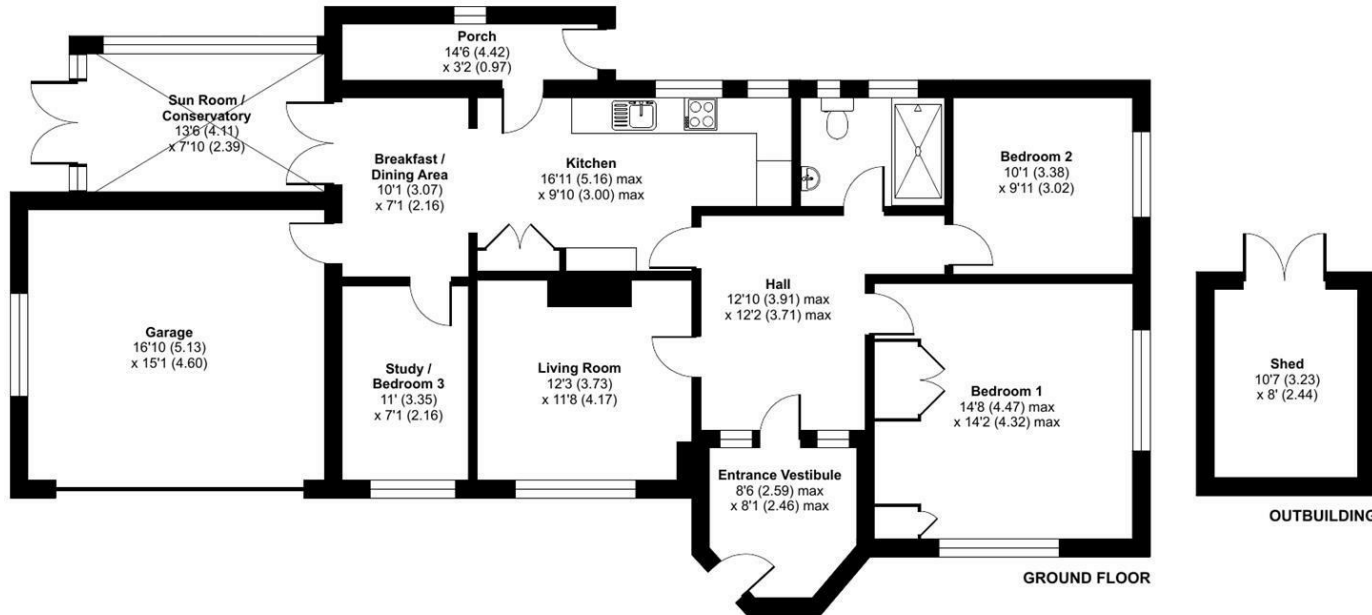 Porch
14'6 (4.42)
x 3'2 (0.97)
Sun Room /
Conservatory
13'6 (4.11)
x 7'10 (2.39)
Breakfast /
Dining Area
10'1 (3.07)
x 7'1 (2.16)
Kitchen
16'11 (5.16) max
x 9'10 (3.00) max
Bedroom 2
10'1 (3.38)
x 9'11 (3.02)
Hall
12'10 (3.91) max
x 12'2 (3.71) max
Garage
16'10 (5.13)
x 15'1 (4.60)
Study /
Bedroom 3
11' (3.35)
x 7'1 (2.16)
Living Room
12'3 (3.73)
x 11'8 (4.17)
Bedroom 1
14'8 (4.47) max
x 14'2 (4.32) max
Shed
10'7 (3.23)
x 8' (2.44)
Entrance Vestibule
8'6 (2.59) max
x 8'1 (2.46) max
OUTBUILDING
GROUND FLOOR